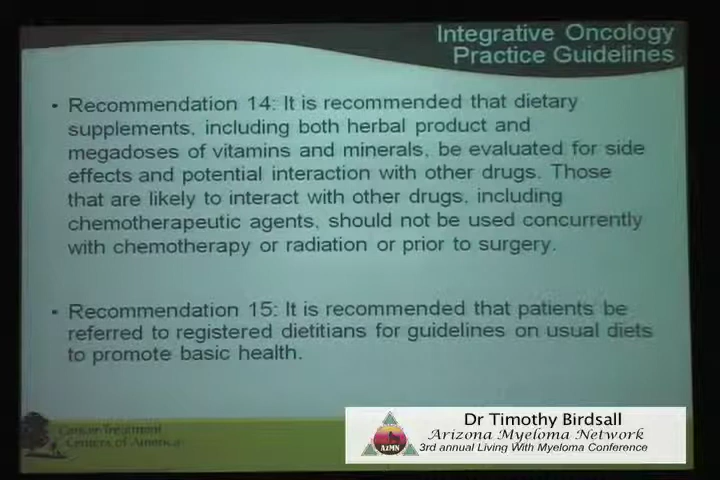 Integrative Oncology
Practice Guidelines
• Recommendation 14: It is recommended that dietary
supplements, including both herbal product and
megadoses of vitamins and minerals, be evaluated for side
effects and potential interaction with other drugs. Those
that are likely to interact with other drugs, including
chemotherapeutic agents, should not be used concurrently
with chemotherapy or radiation or prior to surgery.
• Recommendation 15: It is recommended that patients be
referred to registered dietitians for guidelines on usual diets
to promote basic health.
Cancer Treatment
Centers of America
AzMN
Dr Timothy Birdsall
Arizona Myeloma Network
3rd annual Living With Myeloma Conference